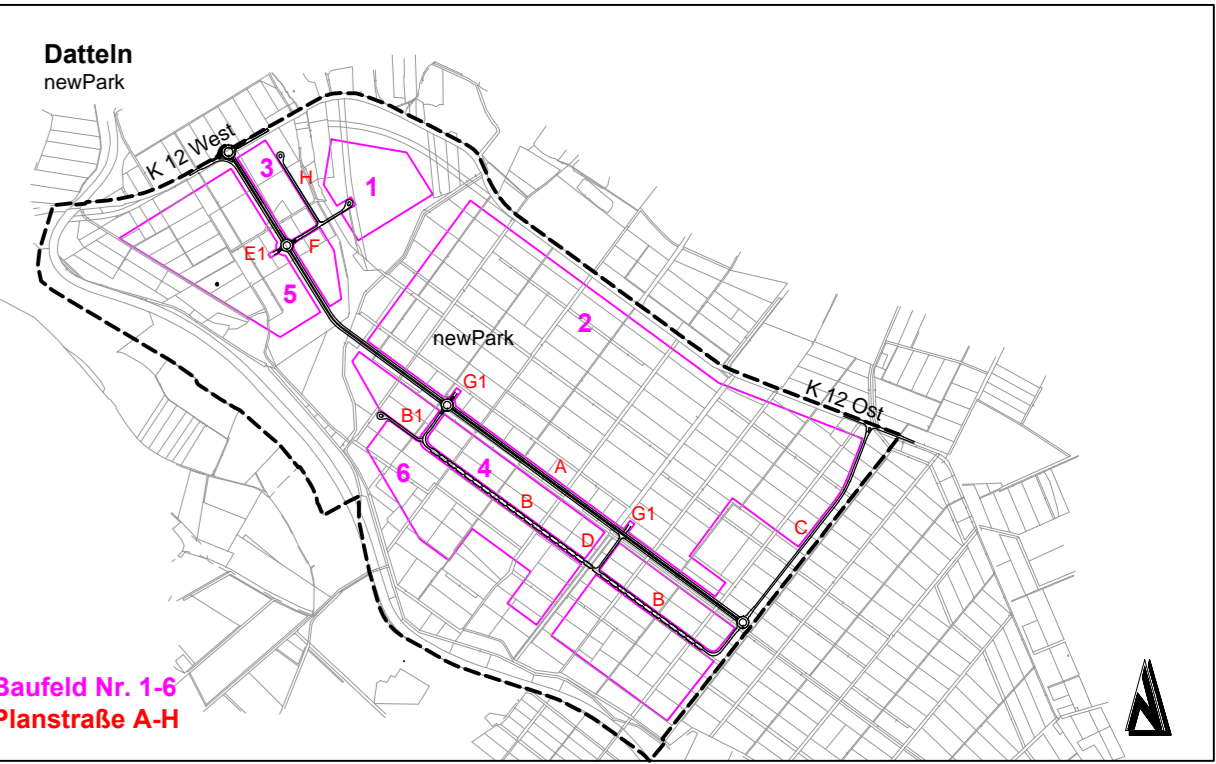 Datteln
newPark
K 12 West
3
H
1
F
E1
5
2
newPark
G1
K 12 Ost
B1
A
4
6
B
G1
C
D
B
Baufeld Nr. 1-6
Planstraße A-H